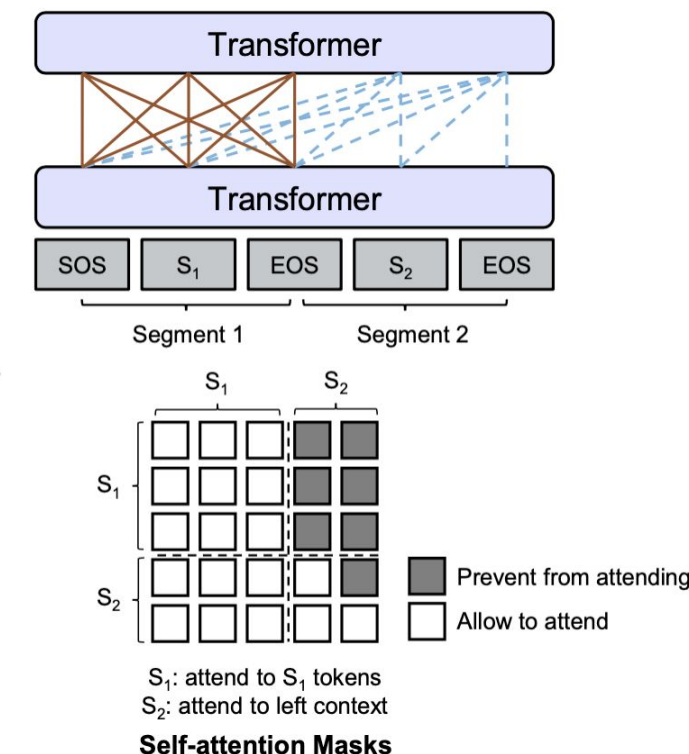 Transformer
Transformer
SOS S₁ EOS S₂ EOS
Segment 1 Segment 2
S₁ S₂
S₁
S₂
Prevent from attending
Allow to attend
S₁: attend to S₁ tokens
S₂: attend to left context
Self-attention Masks